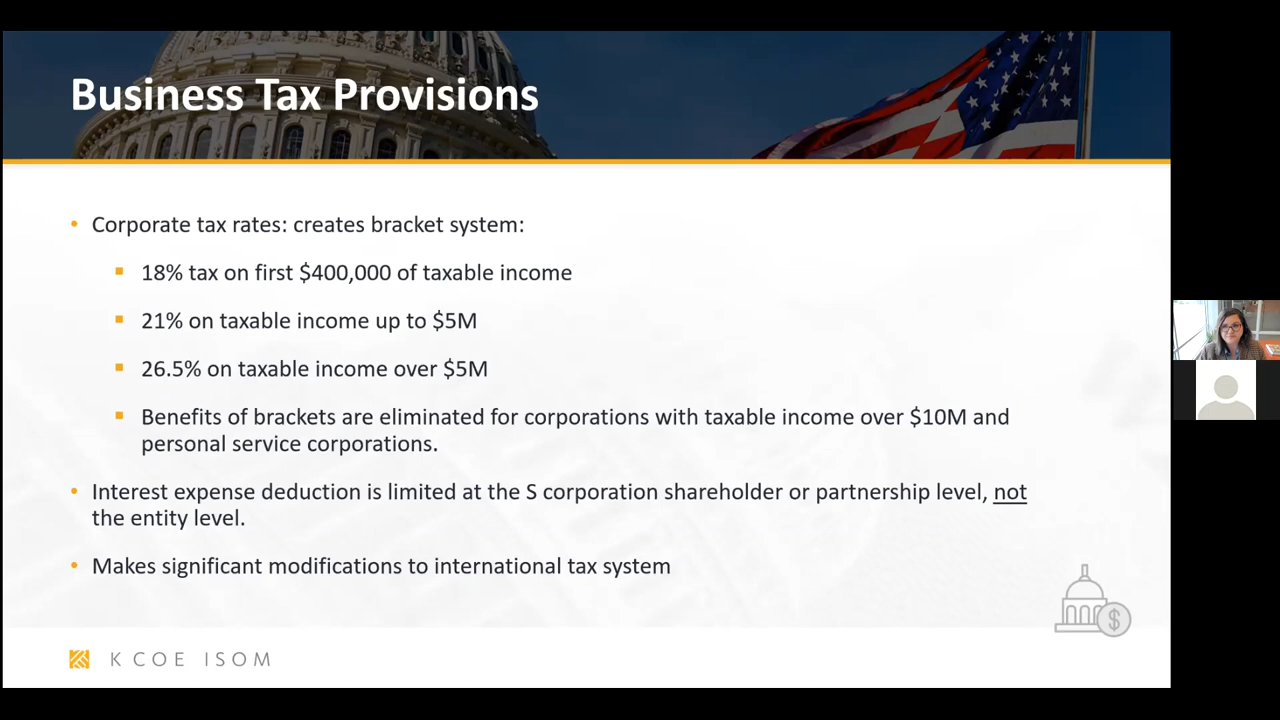 Business Tax Provisions
• Corporate tax rates: creates bracket system:
▪ 18% tax on first $400,000 of taxable income
▪ 21% on taxable income up to $5M
▪ 26.5% on taxable income over $5M
▪ Benefits of brackets are eliminated for corporations with taxable income over $10M and
personal service corporations.
• Interest expense deduction is limited at the S corporation shareholder or partnership level, not
the entity level.
• Makes significant modifications to international tax system
$
K COE ISOM